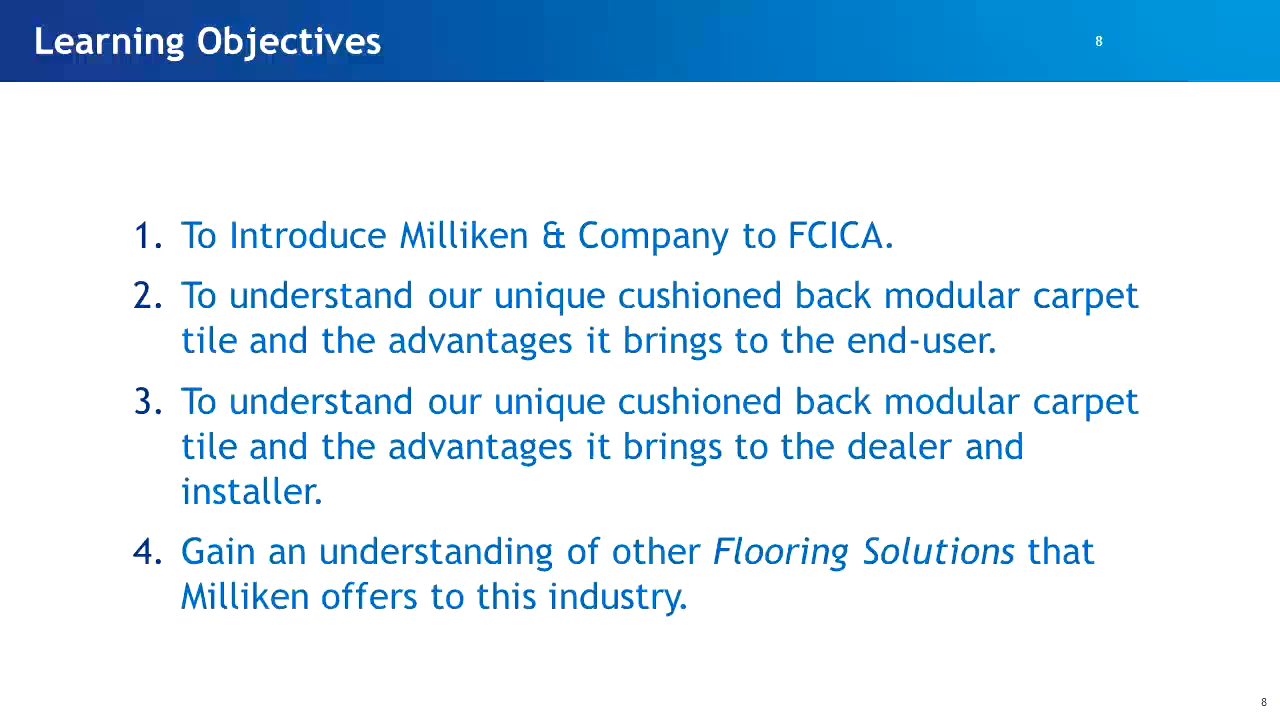 Learning Objectives
8
1. To Introduce Milliken & Company to FCICA.
2. To understand our unique cushioned back modular carpet
tile and the advantages it brings to the end-user.
3. To understand our unique cushioned back modular carpet
tile and the advantages it brings to the dealer and
installer.
4. Gain an understanding of other Flooring Solutions that
Milliken offers to this industry.
8